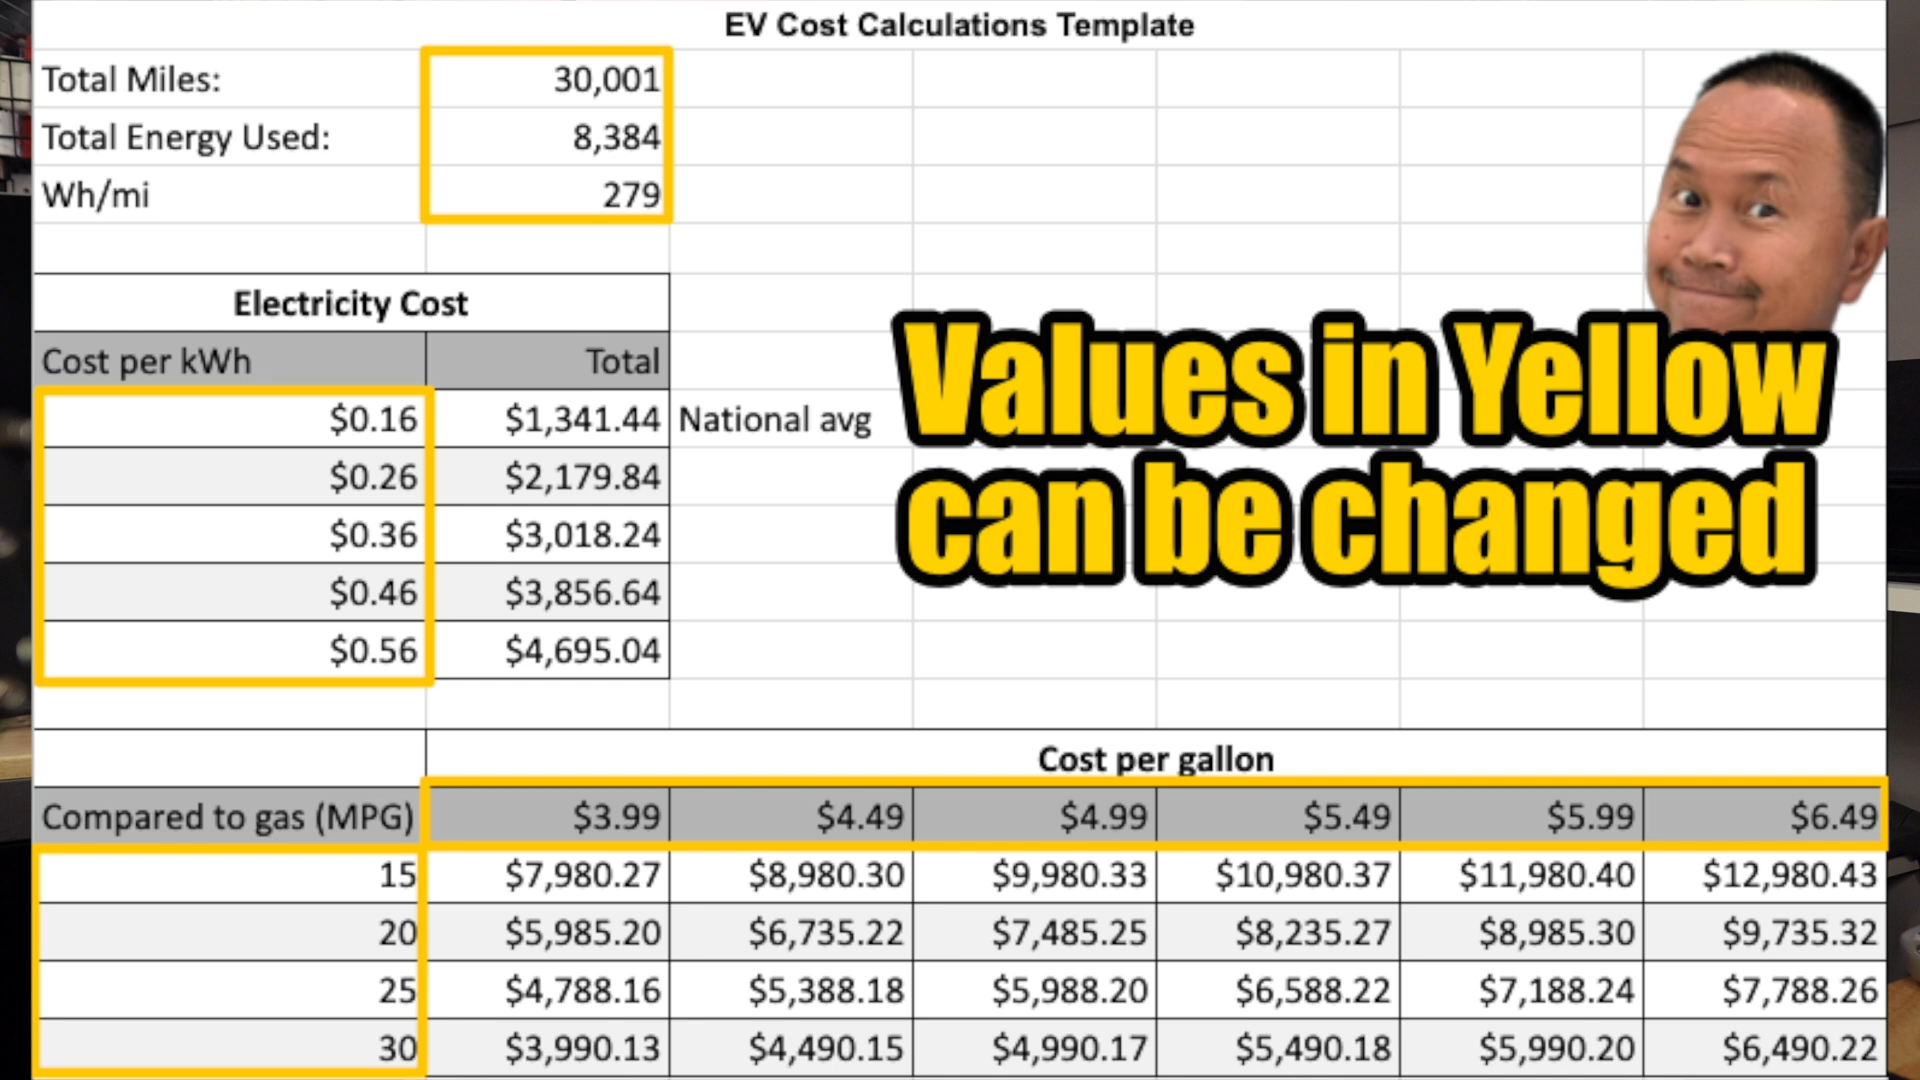 EV Cost Calculations Template
Total Miles: 30,001
Total Energy Used: 8,384
Wh/mi 279
Electricity Cost
Cost per kWh Total
$0.16 $1,341.44 National avg
$0.26 $2,179.84
$0.36 $3,018.24
$0.46 $3,856.64
$0.56 $4,695.04
Values in Yellow
can be changed
Cost per gallon
Compared to gas (MPG) $3.99 $4.49 $4.99 $5.49 $5.99 $6.49
15 $7,980.27 $8,980.30 $9,980.33 $10,980.37 $11,980.40 $12,980.43
20 $5,985.20 $6,735.22 $7,485.25 $8,235.27 $8,985.30 $9,735.32
25 $4,788.16 $5,388.18 $5,988.20 $6,588.22 $7,188.24 $7,788.26
30 $3,990.13 $4,490.15 $4,990.17 $5,490.18 $5,990.20 $6,490.22